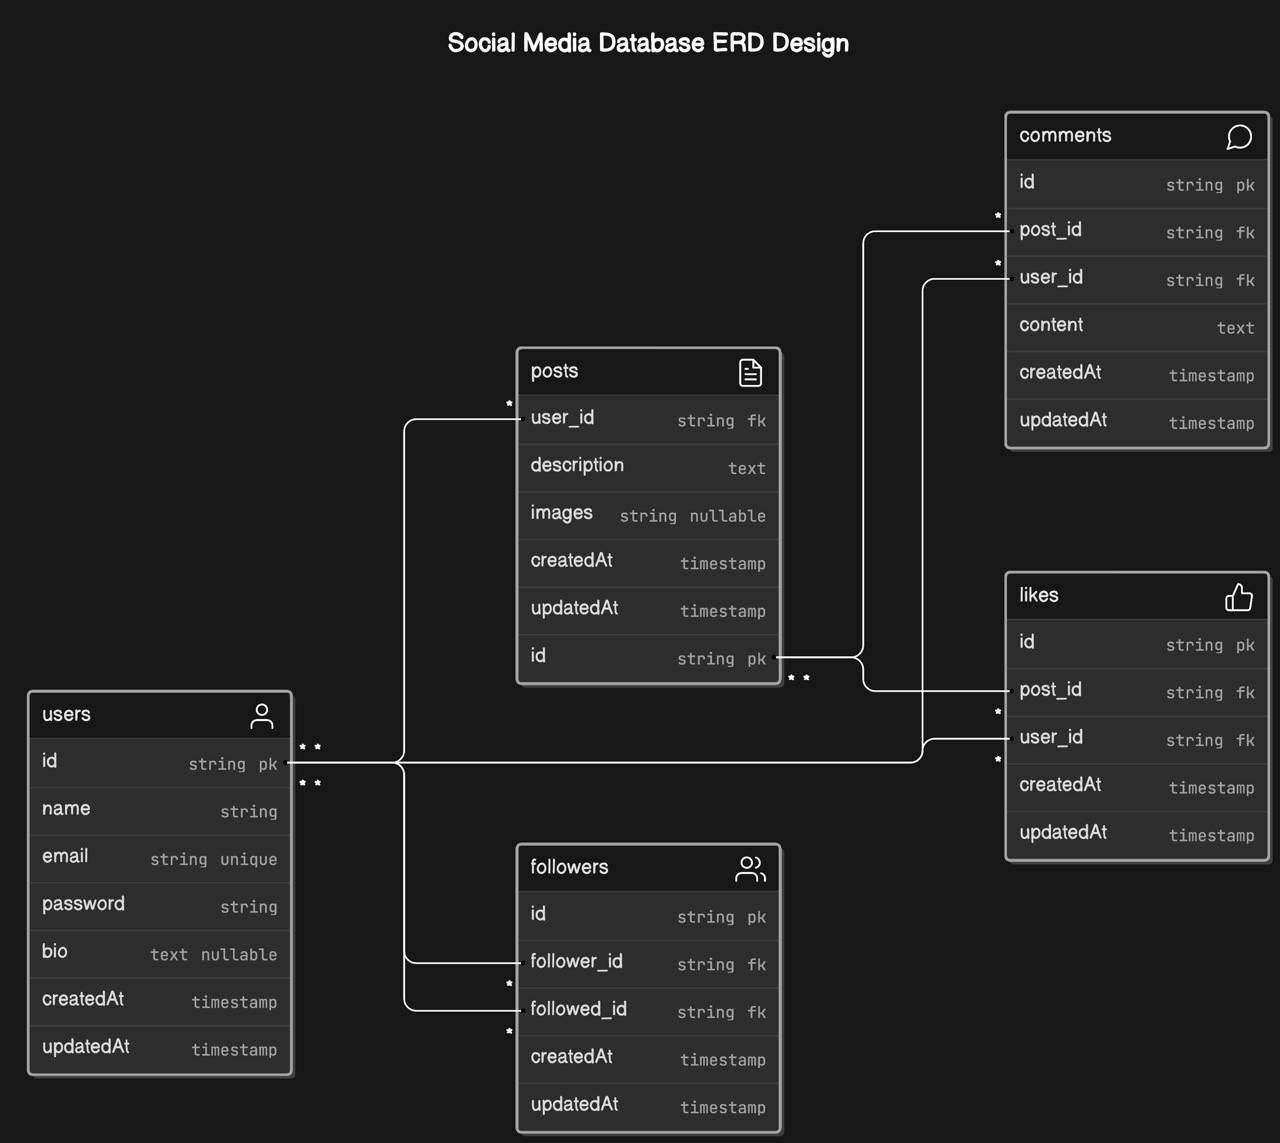 Social Media Database ERD Design
comments
id string pk
* post_id string fk
* user_id string fk
content text
createdAt timestamp
updatedAt timestamp
posts
* user_id string fk
description text
images string nullable
createdAt timestamp
updatedAt timestamp
id string pk
* *
likes
id string pk
post_id string fk
*
user_id string fk
*
createdAt timestamp
updatedAt timestamp
users
* *
id string pk
* *
name string
email string unique
password string
bio text nullable
createdAt timestamp
updatedAt timestamp
followers
id string pk
follower_id string fk
*
followed_id string fk
*
createdAt timestamp
updatedAt timestamp